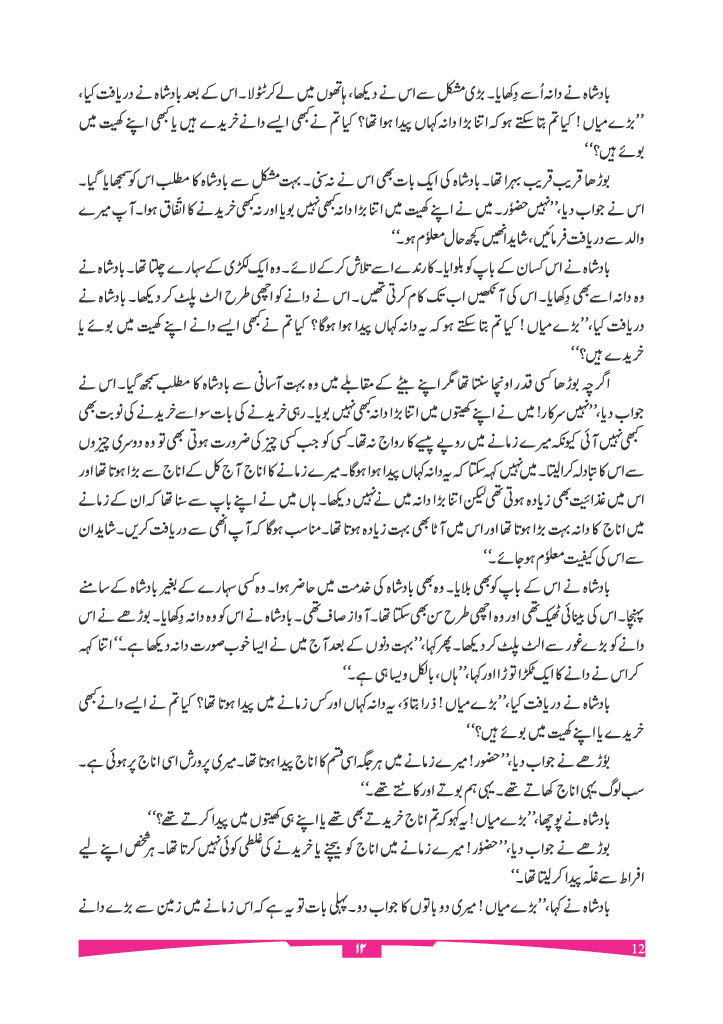 بادشاہ نے دانہ اُسے دِکھایا۔ بڑی مشکل سے اس نے دیکھا، ہاتھوں میں لے کر ٹٹولا۔ اس کے بعد بادشاہ نے دریافت کیا،
’’بڑے میاں! کیا تم بتا سکتے ہو کہ اتنا بڑا دانہ کہاں پیدا ہوا تھا؟ کیا تم نے کبھی ایسے دانے خریدے ہیں یا کبھی اپنے کھیت میں
بوئے ہیں؟‘‘
بوڑھا قریب قریب بہرا تھا۔ بادشاہ کی ایک بات بھی اس نے نہ سنی۔ بہت مشکل سے بادشاہ کا مطلب اس کو سمجھایا گیا۔
اس نے جواب دیا، ’’نہیں حضوٗر۔ میں نے اپنے کھیت میں اتنا بڑا دانہ کبھی نہیں بویا اور نہ کبھی خریدنے کا اتّفاق ہوا۔ آپ میرے
والد سے دریافت فرمائیں، شاید انھیں کچھ حال معلوٗم ہو۔‘‘
بادشاہ نے اس کسان کے باپ کو بلوایا۔ کارندے اسے تلاش کر کے لائے۔ وہ ایک لکڑی کے سہارے چلتا تھا۔ بادشاہ نے
وہ دانہ اسے بھی دِکھایا۔ اس کی آنکھیں اب تک کام کرتی تھیں۔ اس نے دانے کو اچھی طرح الٹ پلٹ کر دیکھا۔ بادشاہ نے
دریافت کیا، ’’بڑے میاں! کیا تم بتا سکتے ہو کہ یہ دانہ کہاں پیدا ہوا ہوگا؟ کیا تم نے کبھی ایسے دانے اپنے کھیت میں بوئے یا
خریدے ہیں؟‘‘
اگرچہ بوڑھا کسی قدر اونچا سنتا تھا مگر اپنے بیٹے کے مقابلے میں وہ بہت آسانی سے بادشاہ کا مطلب سمجھ گیا۔ اس نے
جواب دیا، ’’نہیں سرکار! میں نے اپنے کھیتوں میں اتنا بڑا دانہ کبھی نہیں بویا۔ رہی خریدنے کی بات سو اسے خریدنے کی نوبت بھی
کبھی نہیں آئی کیونکہ میرے زمانے میں روپے پیسے کا رواج نہ تھا۔ کسی کو جب کسی چیز کی ضرورت ہوتی بھی تو وہ دوسری چیزوں
سے اس کا تبادلہ کر الیتا۔ میں نہیں کہہ سکتا کہ یہ دانہ کہاں پیدا ہوا ہوگا۔ میرے زمانے کا اناج آج کل کے اناج سے بڑا ہوتا تھا اور
اس میں غذائیت بھی زیادہ ہوتی تھی لیکن اتنا بڑا دانہ میں نے نہیں دیکھا۔ ہاں میں نے اپنے باپ سے سنا تھا کہ ان کے زمانے
میں اناج کا دانہ بہت بڑا ہوتا تھا اور اس میں آٹا بھی بہت زیادہ ہوتا تھا۔ مناسب ہوگا کہ آپ اُنھی سے دریافت کریں۔ شاید ان
سے اس کی کیفیت معلوٗم ہو جائے۔‘‘
بادشاہ نے اس کے باپ کو بھی بلایا۔ وہ بھی بادشاہ کی خدمت میں حاضر ہوا۔ وہ کسی سہارے کے بغیر بادشاہ کے سامنے
پہنچا۔ اس کی بینائی ٹھیک تھی اور وہ اچھی طرح سن بھی سکتا تھا۔ آواز صاف تھی۔ بادشاہ نے اس کو وہ دانہ دِکھایا۔ بوڑھے نے اس
دانے کو بڑے غور سے الٹ پلٹ کر دیکھا۔ پھر کہا، ’’بہت دنوں کے بعد آج میں نے ایسا خوب صورت دانہ دیکھا ہے۔‘‘ اتنا کہہ
کر اس نے دانے کا ایک ٹکڑا توڑا اور کہا، ’’ہاں، بالکل ویسا ہی ہے۔‘‘
بادشاہ نے دریافت کیا، ’’بڑے میاں! ذرا بتاؤ، یہ دانہ کہاں اور کس زمانے میں پیدا ہوتا تھا؟ کیا تم نے ایسے دانے کبھی
خریدے یا اپنے کھیت میں بوئے ہیں؟‘‘
بوٗڑھے نے جواب دیا، ’’حضور! میرے زمانے میں ہر جگہ اسی قسم کا اناج پیدا ہوتا تھا۔ میری پرورش اسی اناج پر ہوئی ہے۔
سب لوگ یہی اناج کھاتے تھے۔ یہی ہم بوتے اور کاٹتے تھے۔‘‘
بادشاہ نے پوچھا، ’’بڑے میاں! یہ کہو کہ تم اناج خریدتے بھی تھے یا اپنے ہی کھیتوں میں پیدا کرتے تھے؟‘‘
بوڑھے نے جواب دیا، ’’حضوٗر! میرے زمانے میں اناج کو بیچنے یا خریدنے کی غلطی کوئی نہیں کرتا تھا۔ ہر شخص اپنے لیے
افراط سے غلّہ پیدا کر لیتا تھا۔‘‘
بادشاہ نے کہا، ’’بڑے میاں! میری دو باتوں کا جواب دو۔ پہلی بات تو یہ ہے کہ اس زمانے میں زمین سے بڑے دانے
۱۲
12